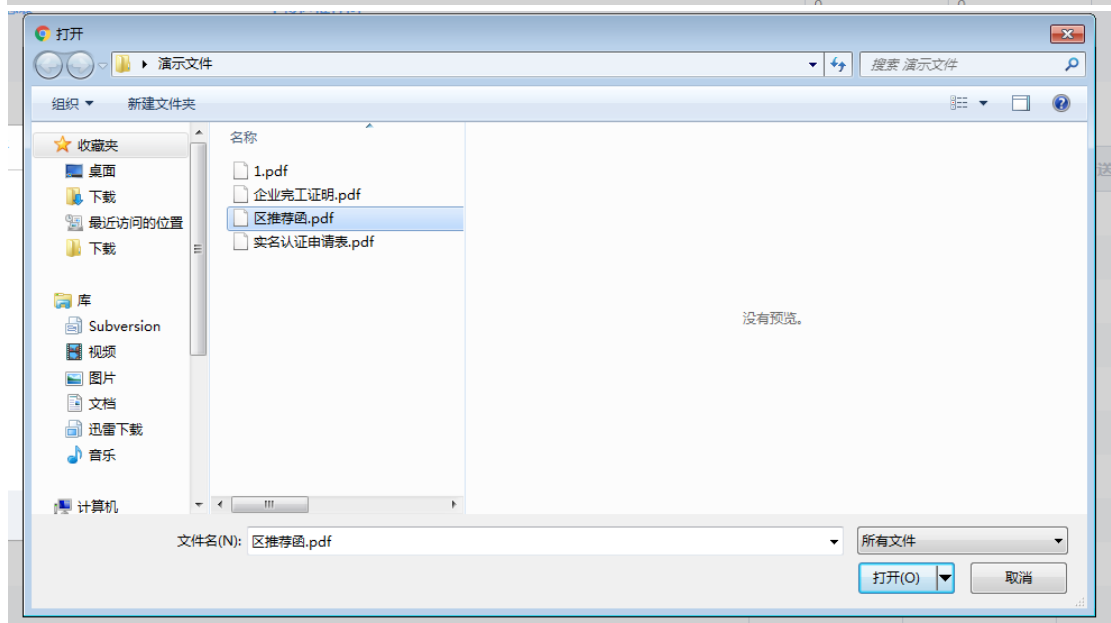 打开
演示文件
搜索 演示文件
组织
新建文件夹
收藏夹
桌面
下载
最近访问的位置
下载
库
Subversion
视频
图片
文档
迅雷下载
音乐
计算机
名称
1.pdf
企业完工证明.pdf
区推荐函.pdf
实名认证申请表.pdf
没有预览。
文件名(N): 区推荐函.pdf
所有文件
打开(O)
取消
送